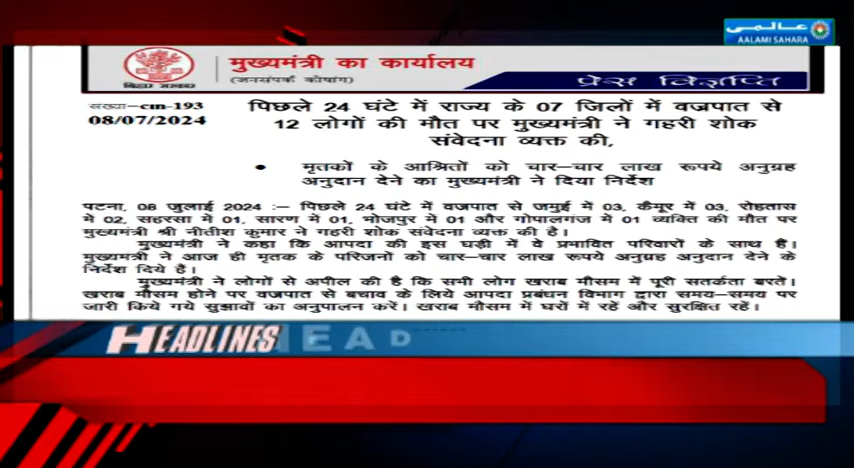 عالمی
AALAMI SAHARA
मुख्यमंत्री का कार्यालय
(जनसंपर्क कोषांग)
बिहार सरकार
प्रेस विज्ञप्ति
संख्या-cm-193
08/07/2024
पिछले 24 घंटे में राज्य के 07 जिलों में वज्रपात से
12 लोगों की मौत पर मुख्यमंत्री ने गहरी शोक
संवेदना व्यक्त की,
• मृतकों के आश्रितों को चार-चार लाख रूपये अनुग्रह
अनुदान देने का मुख्यमंत्री ने दिया निर्देश
पटना, 08 जुलाई 2024 :- पिछले 24 घंटे में वज्रपात से जमुई में 03, कैमूर में 03, रोहतास
में 02, सहरसा में 01, सारण में 01, भोजपुर में 01 और गोपालगंज में 01 व्यक्ति की मौत पर
मुख्यमंत्री श्री नीतीश कुमार ने गहरी शोक संवेदना व्यक्त की है।
मुख्यमंत्री ने कहा कि आपदा की इस घड़ी में वे प्रभावित परिवारों के साथ हैं।
मुख्यमंत्री ने आज ही मृतक के परिजनों को चार-चार लाख रूपये अनुग्रह अनुदान देने के
निर्देश दिये हैं।
मुख्यमंत्री ने लोगों से अपील की है कि सभी लोग खराब मौसम में पूरी सतर्कता बरतें।
खराब मौसम होने पर वज्रपात से बचाव के लिये आपदा प्रबंधन विभाग द्वारा समय-समय पर
जारी किये गये सुझावों का अनुपालन करें। खराब मौसम में घरों में रहें और सुरक्षित रहें।
HEADLINES HEAD